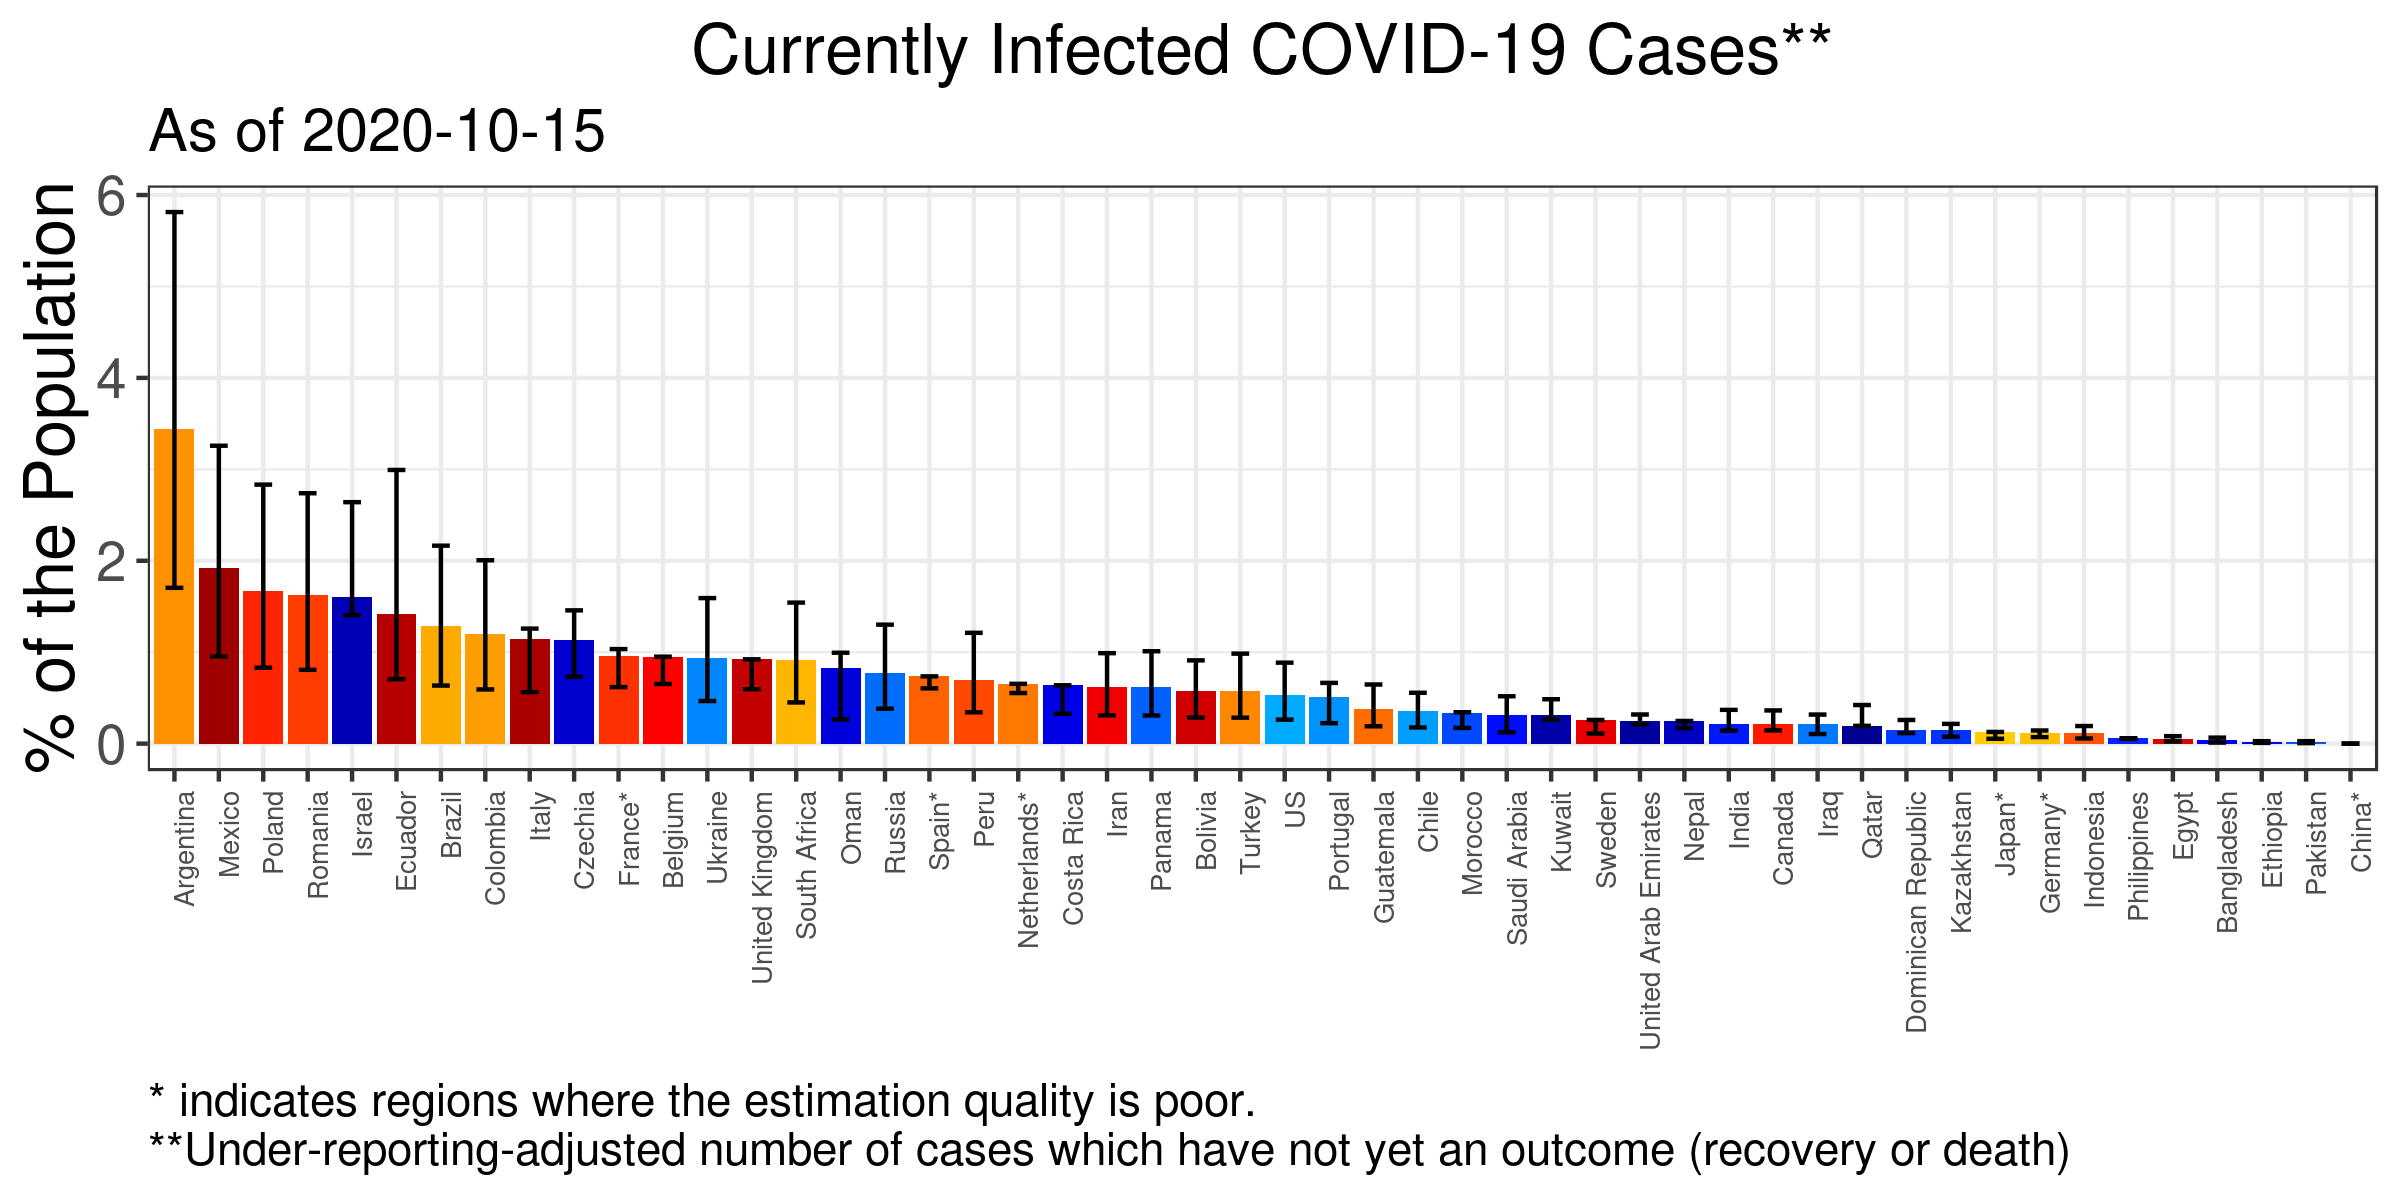 Currently Infected COVID-19 Cases**
As of 2020-10-15
% of the Population
6
4
2
0
Argentina
Mexico
Poland
Romania
Israel
Ecuador
Brazil
Colombia
Italy
Czechia
France*
Belgium
Ukraine
United Kingdom
South Africa
Oman
Russia
Spain*
Peru
Netherlands*
Costa Rica
Iran
Panama
Bolivia
Turkey
US
Portugal
Guatemala
Chile
Morocco
Saudi Arabia
Kuwait
Sweden
United Arab Emirates
Nepal
India
Canada
Iraq
Qatar
Dominican Republic
Kazakhstan
Japan*
Germany*
Indonesia
Philippines
Egypt
Bangladesh
Ethiopia
Pakistan
China*
* indicates regions where the estimation quality is poor.
**Under-reporting-adjusted number of cases which have not yet an outcome (recovery or death)